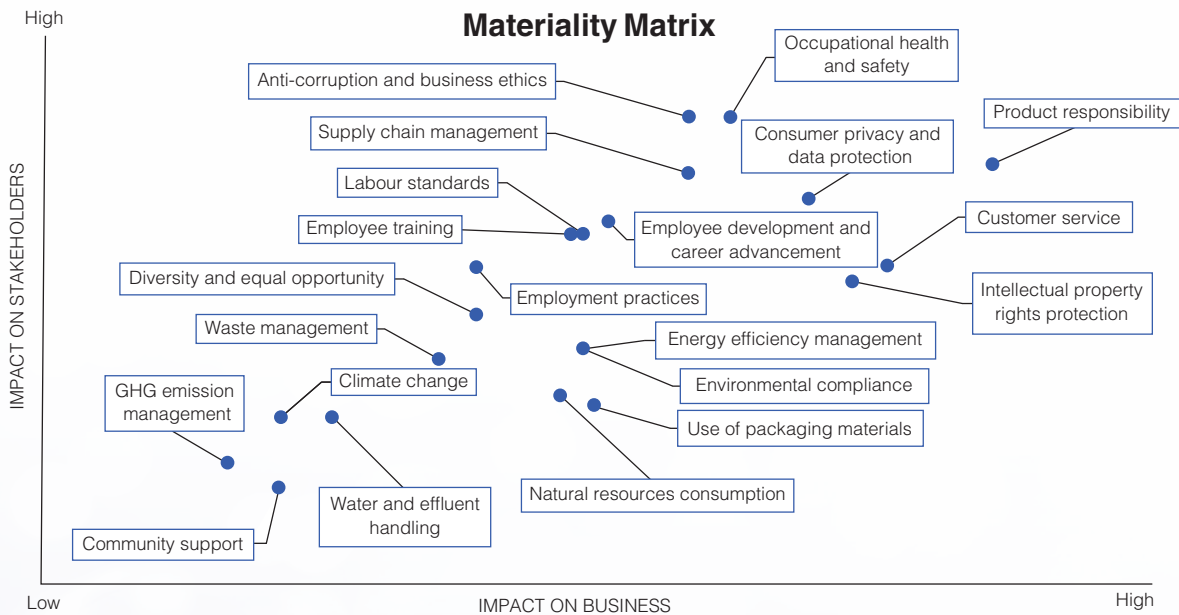 High
Materiality Matrix
Occupational health
and safety
Anti-corruption and business ethics
Product responsibility
Supply chain management
Consumer privacy and
data protection
Labour standards
Employee training
Employee development and
career advancement
Customer service
Diversity and equal opportunity
Employment practices
Intellectual property
rights protection
Waste management
Energy efficiency management
Climate change
Environmental compliance
GHG emission
management
Use of packaging materials
Natural resources consumption
Water and effluent
handling
Community support
IMPACT ON STAKEHOLDERS
Low
IMPACT ON BUSINESS
High